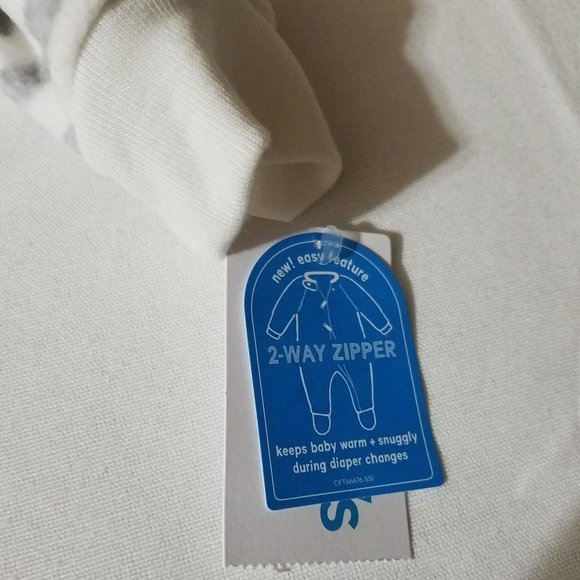 new! easy feature
2-WAY ZIPPER
keeps baby warm + snuggly
during diaper changes
CFT66676-SS1
S